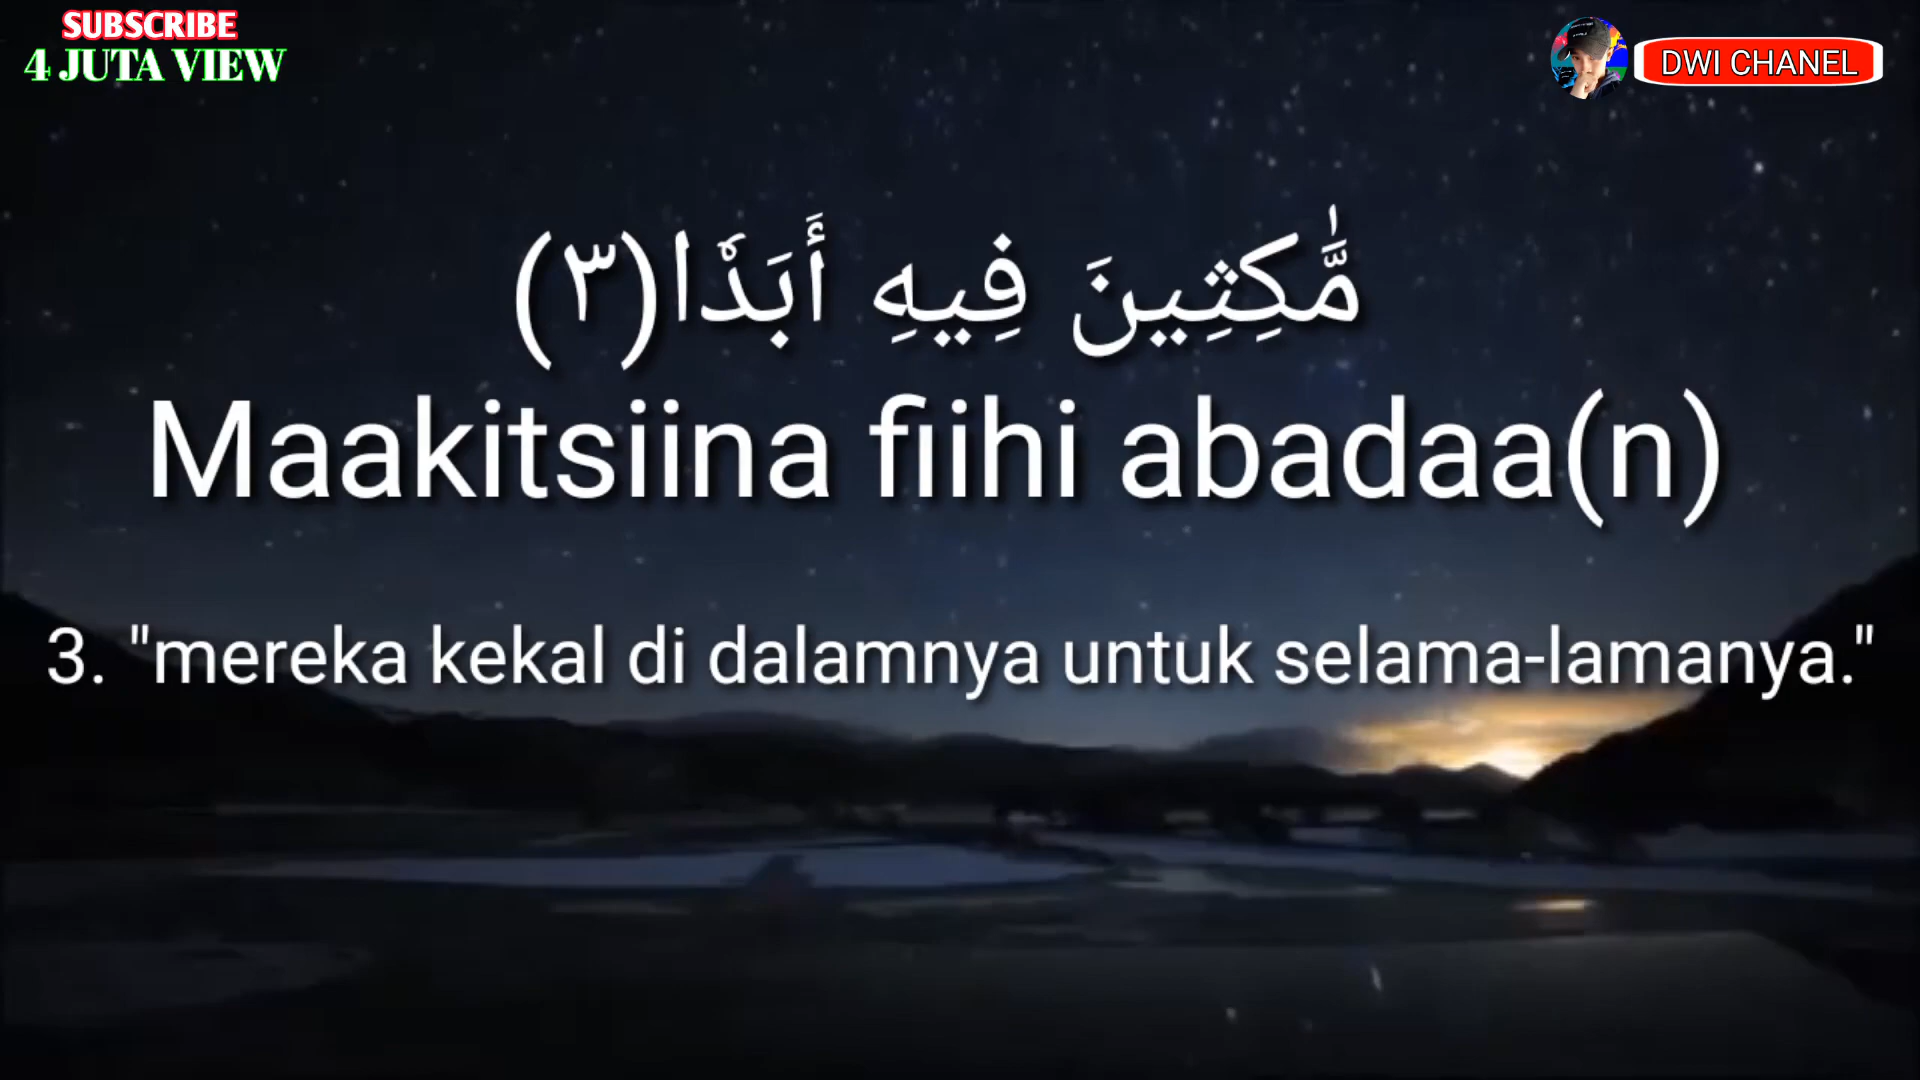 SUBSCRIBE
4 JUTA VIEW
DWI CHANEL
مَّٰكِثِينَ فِيهِ أَبَدًا(٣)
Maakitsiina fiihi abadaa(n)
3. "mereka kekal di dalamnya untuk selama-lamanya."